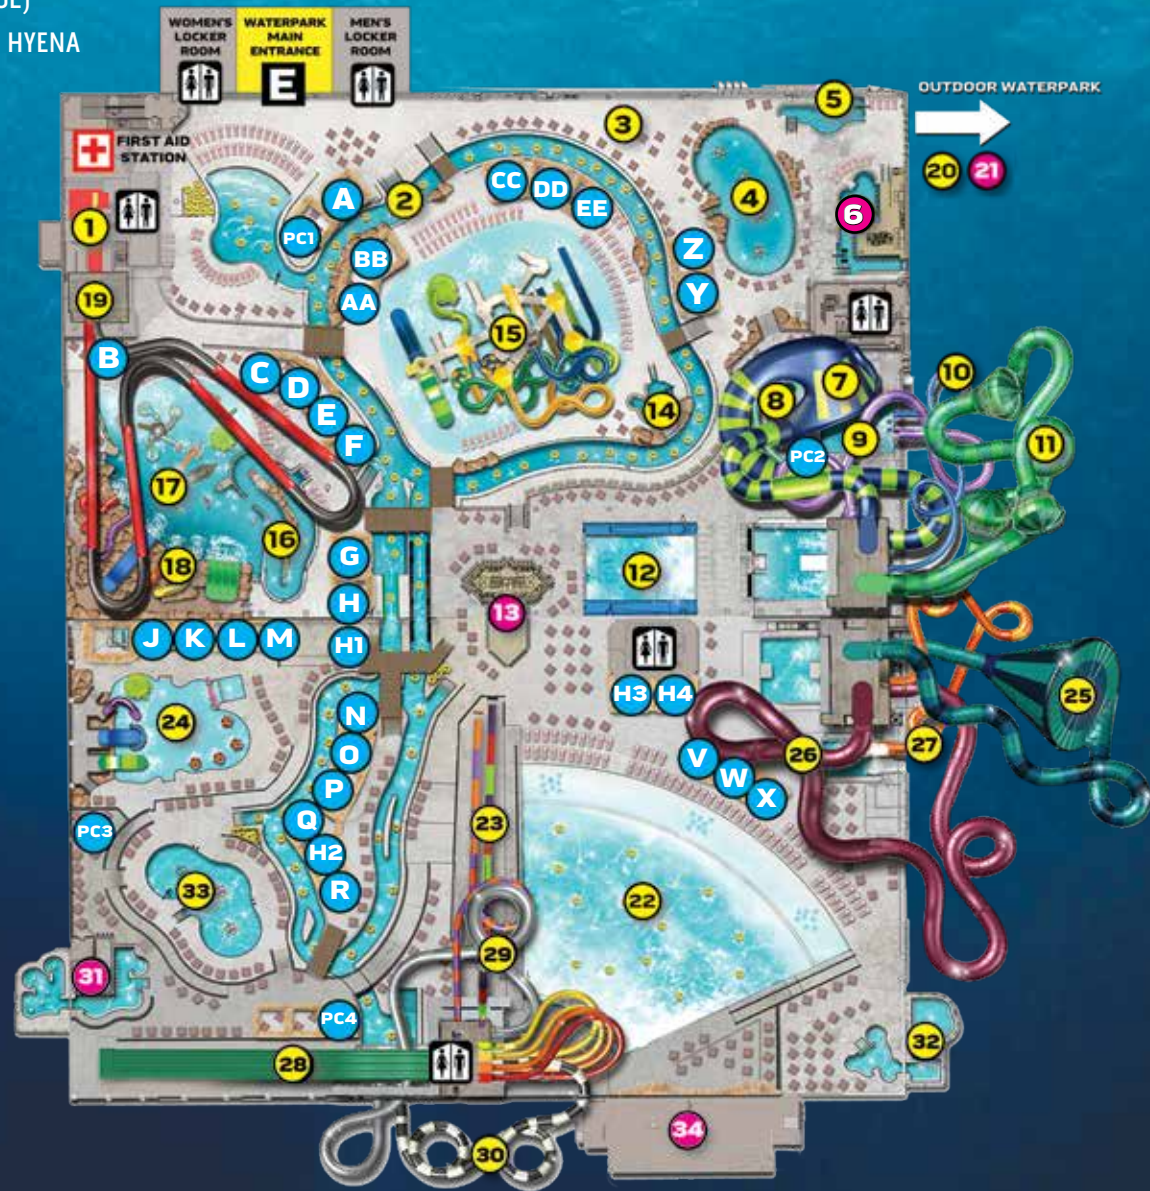 HYENA
WOMEN'S
LOCKER
ROOM
WATERPARK
MAIN
ENTRANCE
E
MEN'S
LOCKER
ROOM
FIRST AID
STATION
OUTDOOR WATERPARK
20 21
5
3
4
6
1
2
A
PC1
BB
AA
CC
DD
EE
Z
Y
19
B
C
D
E
F
15
14
7
8
9
PC2
10
11
17
16
18
G
H
H1
12
13
J K L M
H3 H4
25
24
N
O
P
Q
H2
R
V
W
X
26
27
23
PC3
33
22
29
31
PC4
28
32
34
30